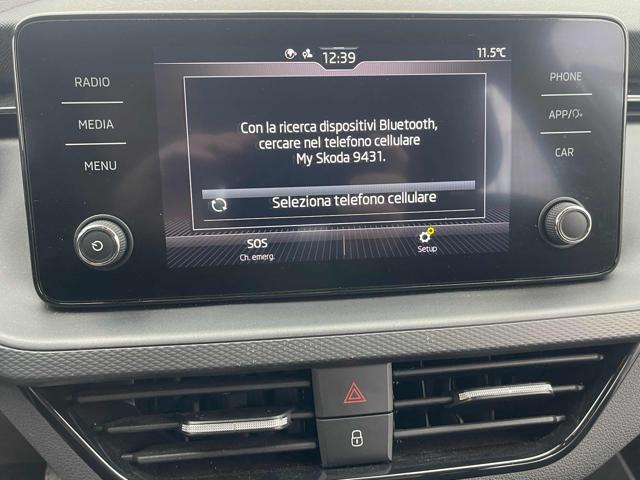 12:39
11.5°C
RADIO
MEDIA
MENU
PHONE
APP/
CAR
Con la ricerca dispositivi Bluetooth,
cercare nel telefono cellulare
My Skoda 9431.
Seleziona telefono cellulare
SOS
Ch. emerg.
Setup